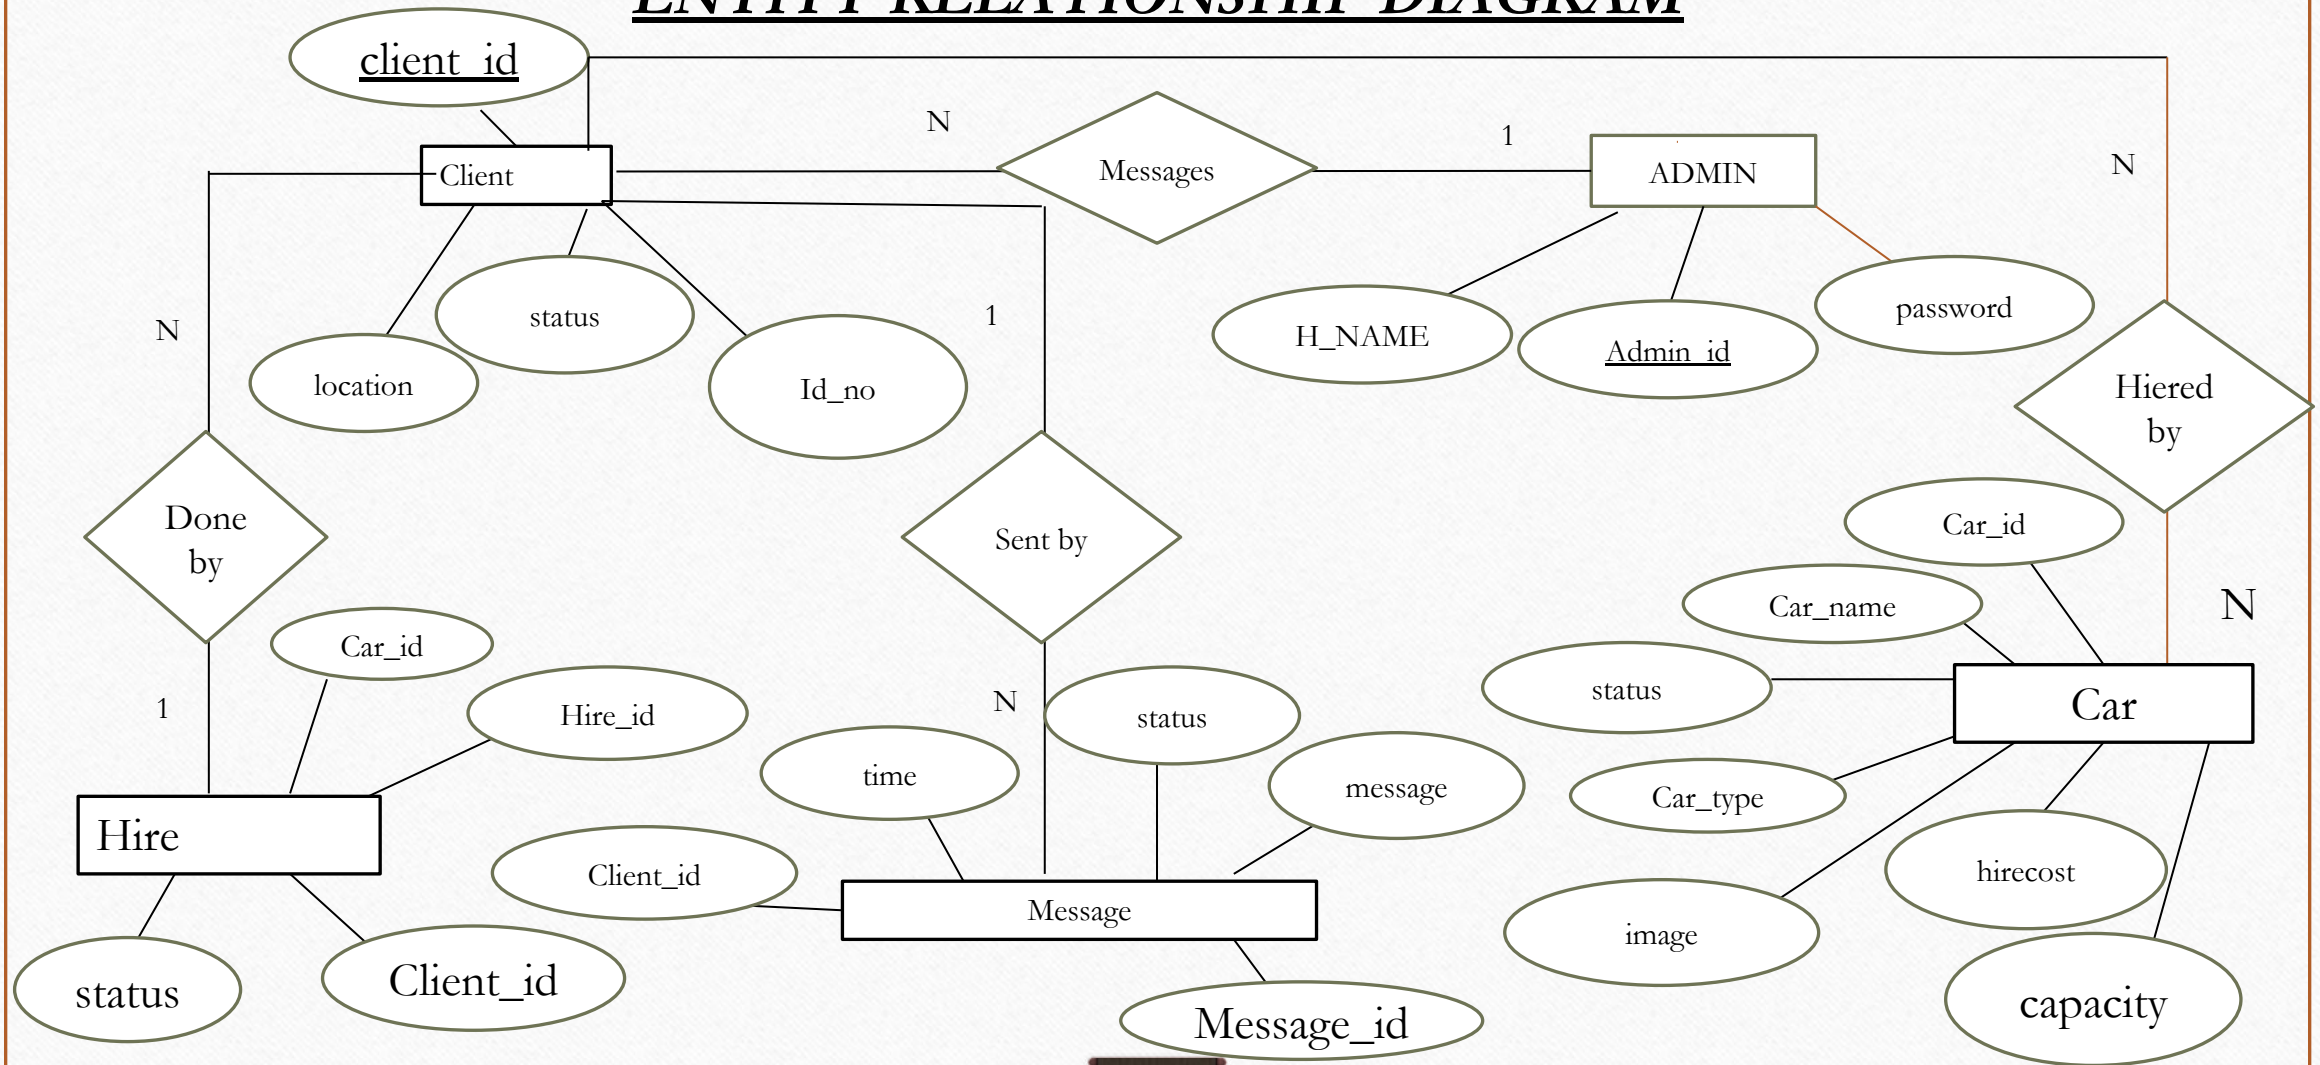 ENTITY RELATIONSHIP DIAGRAM
client_id
N
1
Messages
Client
ADMIN
N
status
1
password
N
location
Id_no
H_NAME
Admin_id
Hiered
by
Done
by
Sent by
Car_id
Car_name
N
Car_id
status
Car
1
Hire_id
N
status
time
message
Car_type
Hire
Client_id
hirecost
Message
image
status
Client_id
Message_id
capacity